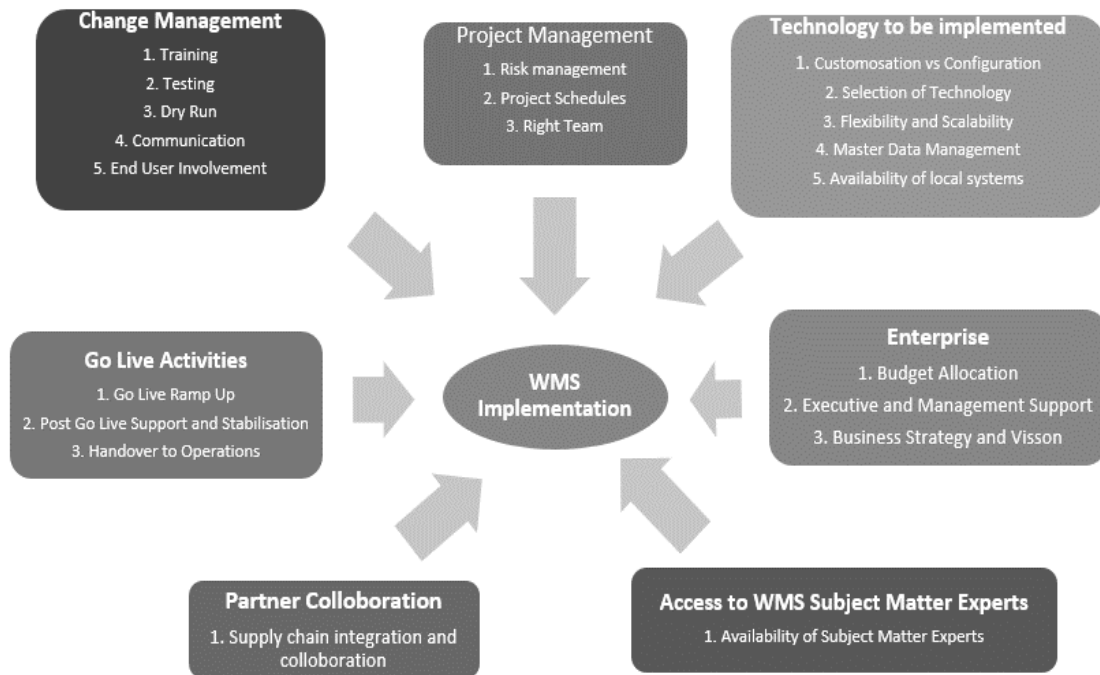 Change Management
1. Training
2. Testing
3. Dry Run
4. Communication
5. End User Involvement
Project Management
1. Risk management
2. Project Schedules
3. Right Team
Technology to be implemented
1. Customosation vs Configuration
2. Selection of Technology
3. Flexibility and Scalability
4. Master Data Management
5. Availability of local systems
Go Live Activities
1. Go Live Ramp Up
2. Post Go Live Support and Stabilisation
3. Handover to Operations
WMS
Implementation
Enterprise
1. Budget Allocation
2. Executive and Management Support
3. Business Strategy and Visson
Partner Colloboration
1. Supply chain integration and
colloboration
Access to WMS Subject Matter Experts
1. Availability of Subject Matter Experts